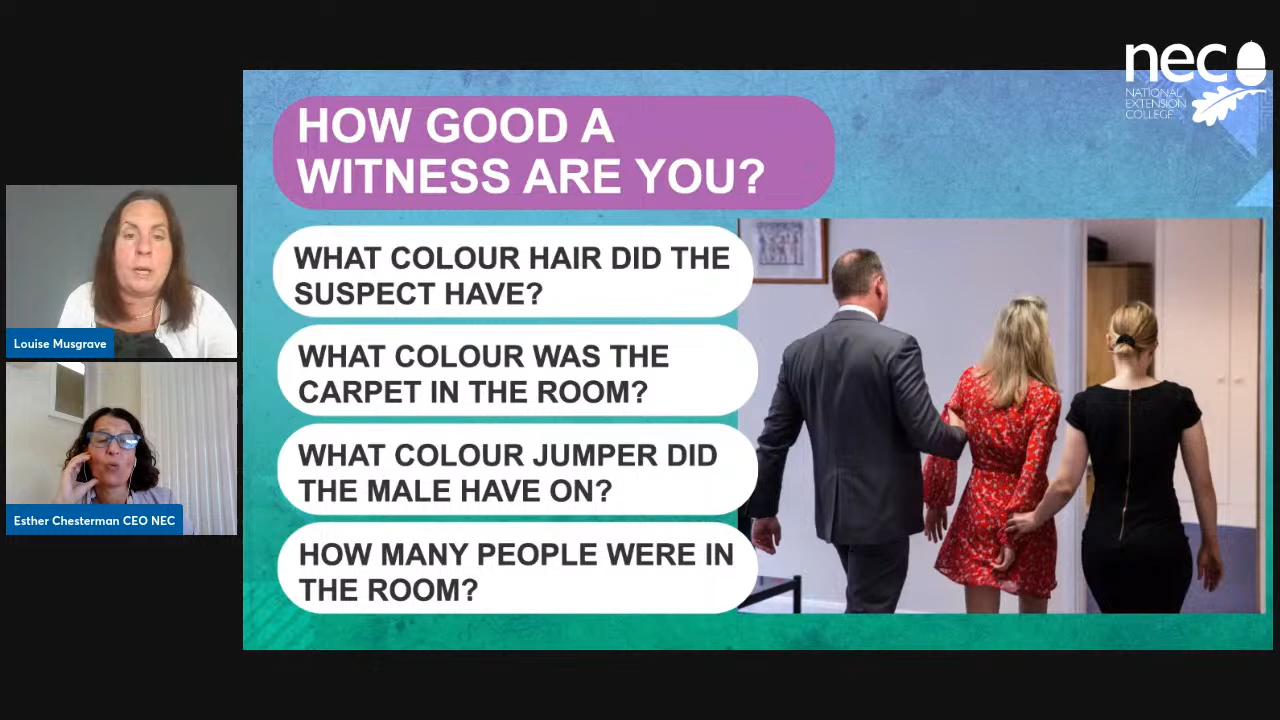 nec
NATIONAL
EXTENSION
COLLEGE
HOW GOOD A
WITNESS ARE YOU?
WHAT COLOUR HAIR DID THE
SUSPECT HAVE?
WHAT COLOUR WAS THE
CARPET IN THE ROOM?
WHAT COLOUR JUMPER DID
THE MALE HAVE ON?
HOW MANY PEOPLE WERE IN
THE ROOM?
Louise Musgrave
Esther Chesterman CEO NEC